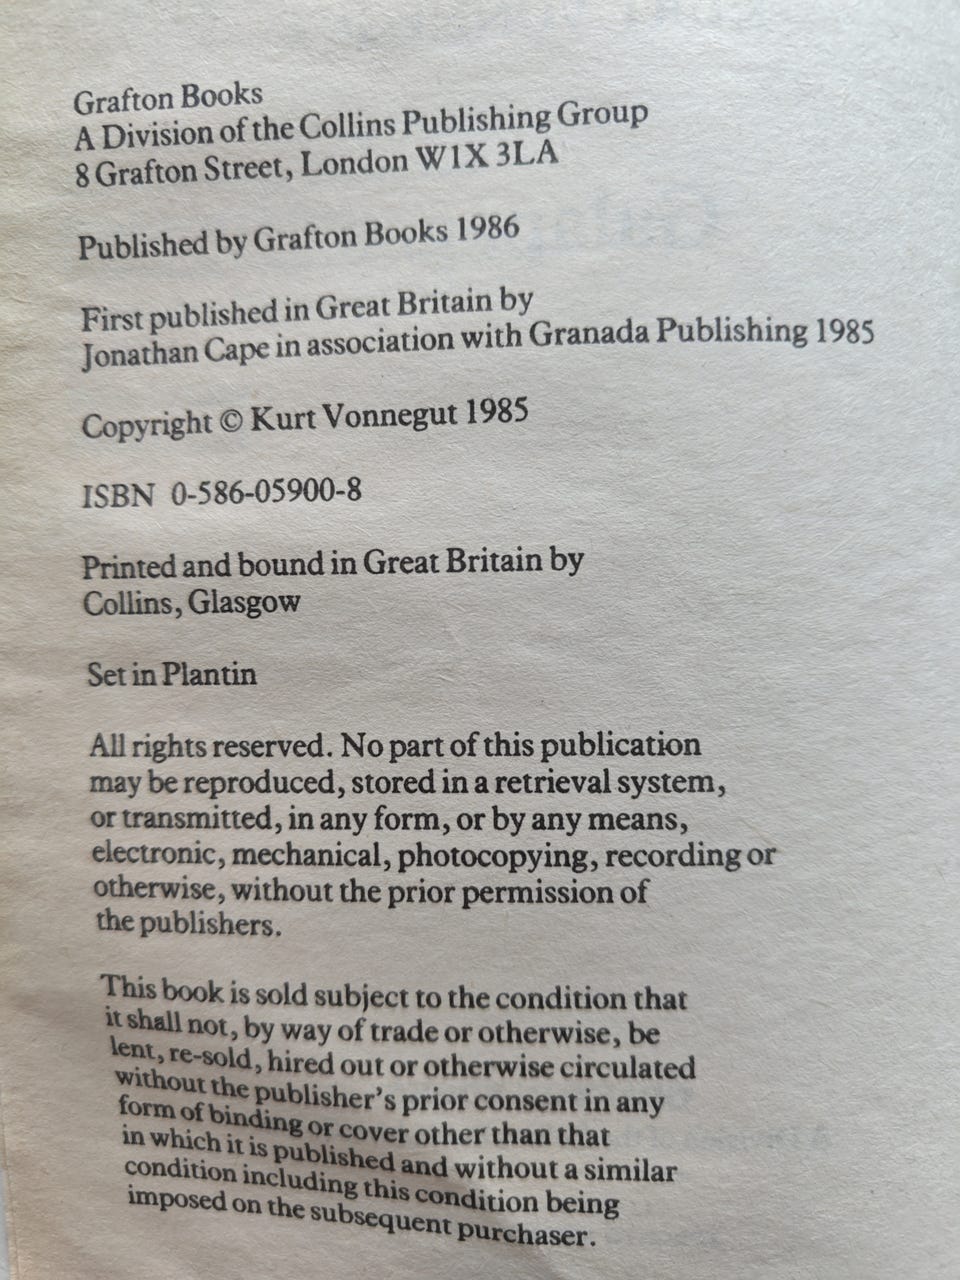 Grafton Books
A Division of the Collins Publishing Group
8 Grafton Street, London W1X 3LA
Published by Grafton Books 1986
First published in Great Britain by
Jonathan Cape in association with Granada Publishing 1985
Copyright © Kurt Vonnegut 1985
ISBN 0-586-05900-8
Printed and bound in Great Britain by
Collins, Glasgow
Set in Plantin
All rights reserved. No part of this publication
may be reproduced, stored in a retrieval system,
or transmitted, in any form, or by any means,
electronic, mechanical, photocopying, recording or
otherwise, without the prior permission of
the publishers.
This book is sold subject to the condition that
it shall not, by way of trade or otherwise, be
lent, re-sold, hired out or otherwise circulated
without the publisher's prior consent in any
form of binding or cover other than that
in which it is published and without a similar
condition including this condition being
imposed on the subsequent purchaser.